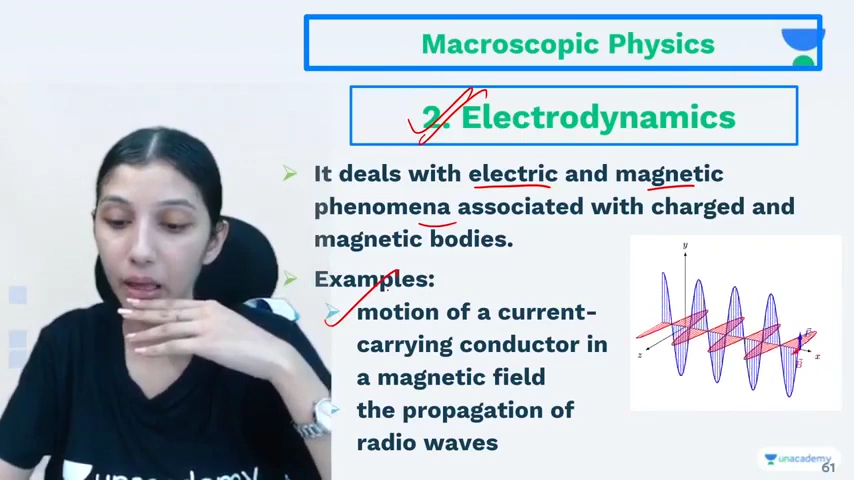 Macroscopic Physics
2. Electrodynamics
It deals with electric and magnetic
phenomena associated with charged and
magnetic bodies.
Examples:
motion of a current-
carrying conductor in
a magnetic field
the propagation of
radio waves
y
z
x
B
unacademy
61
unacademy